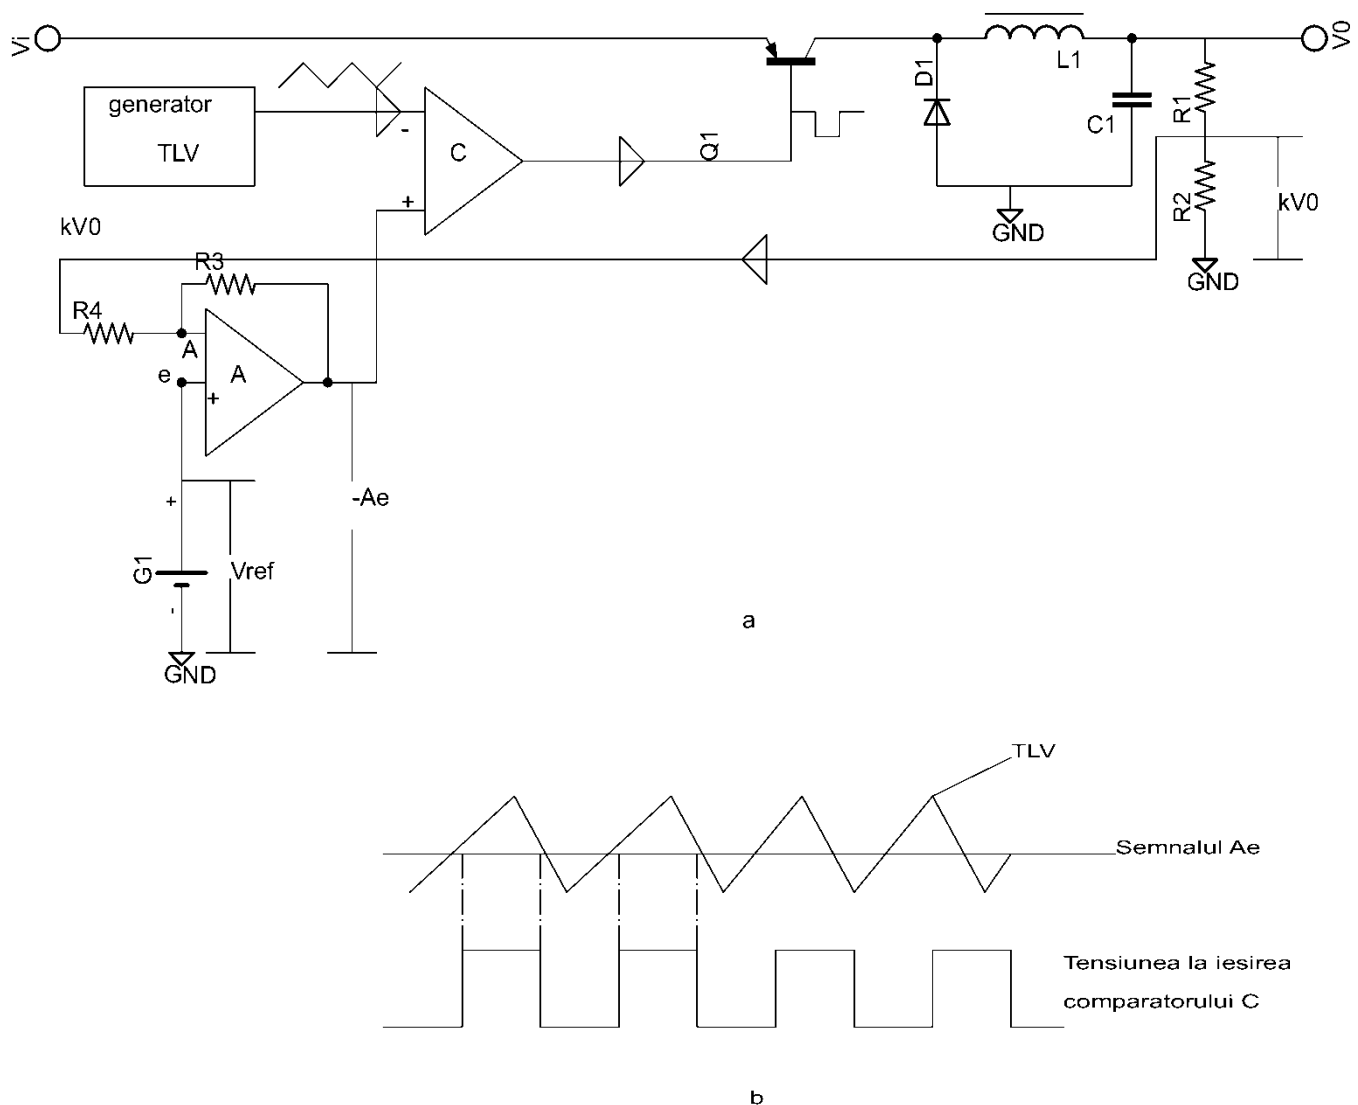 Vi
V0
generator
TLV
-
C
+
Q1
D1
L1
C1
R1
R2
kV0
GND
GND
kV0
R3
R4
A
e
A
+
+
-Ae
G1
Vref
-
GND
a
TLV
Semnalul Ae
Tensiunea la iesirea
comparatorului C
b